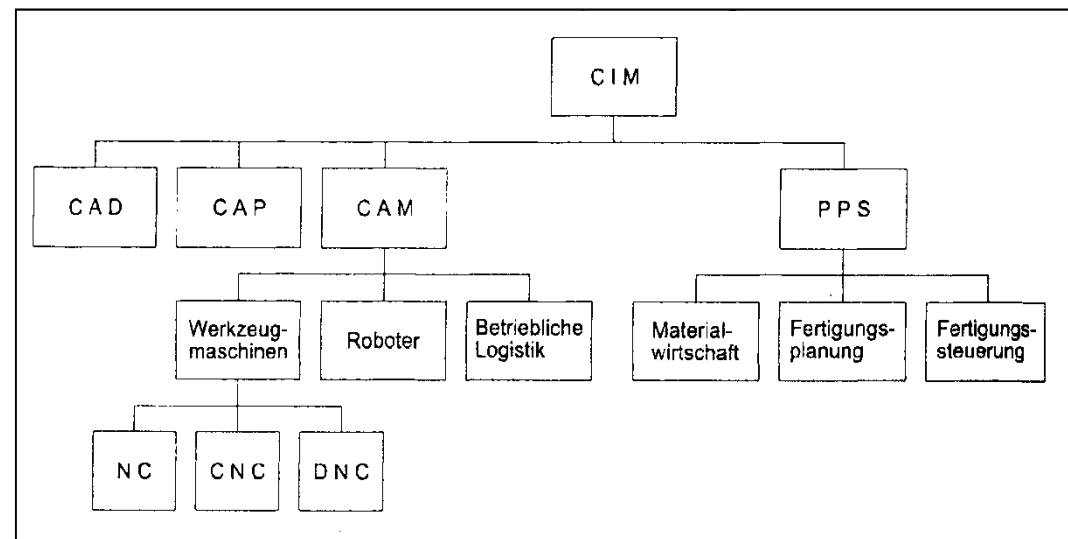 CIM
CAD
CAP
CAM
PPS
Werkzeug-
maschinen
Roboter
Betriebliche
Logistik
Material-
wirtschaft
Fertigungs-
planung
Fertigungs-
steuerung
NC
CNC
DNC